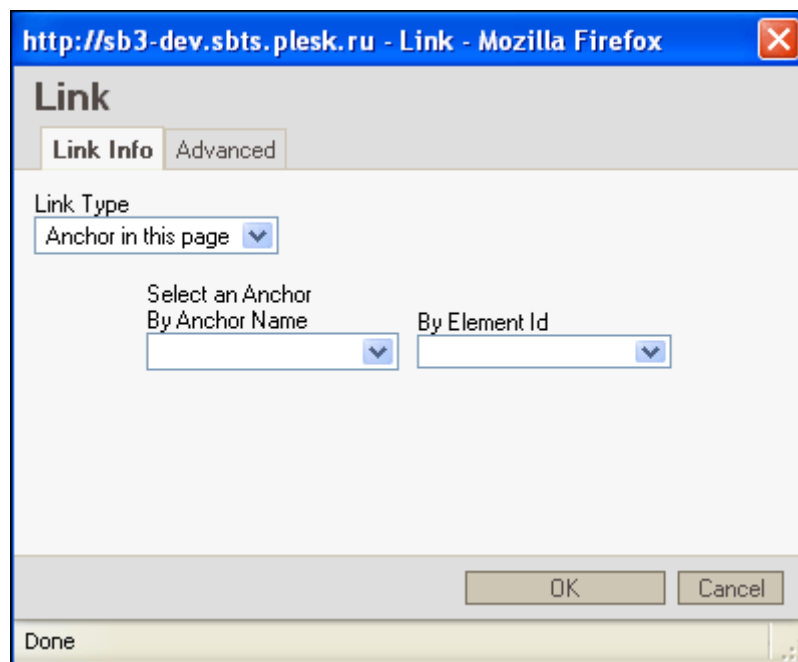 http://sb3-dev.sbts.plesk.ru - Link - Mozilla Firefox
Link
Link Info Advanced
Link Type
Anchor in this page
Select an Anchor
By Anchor Name By Element Id
OK Cancel
Done